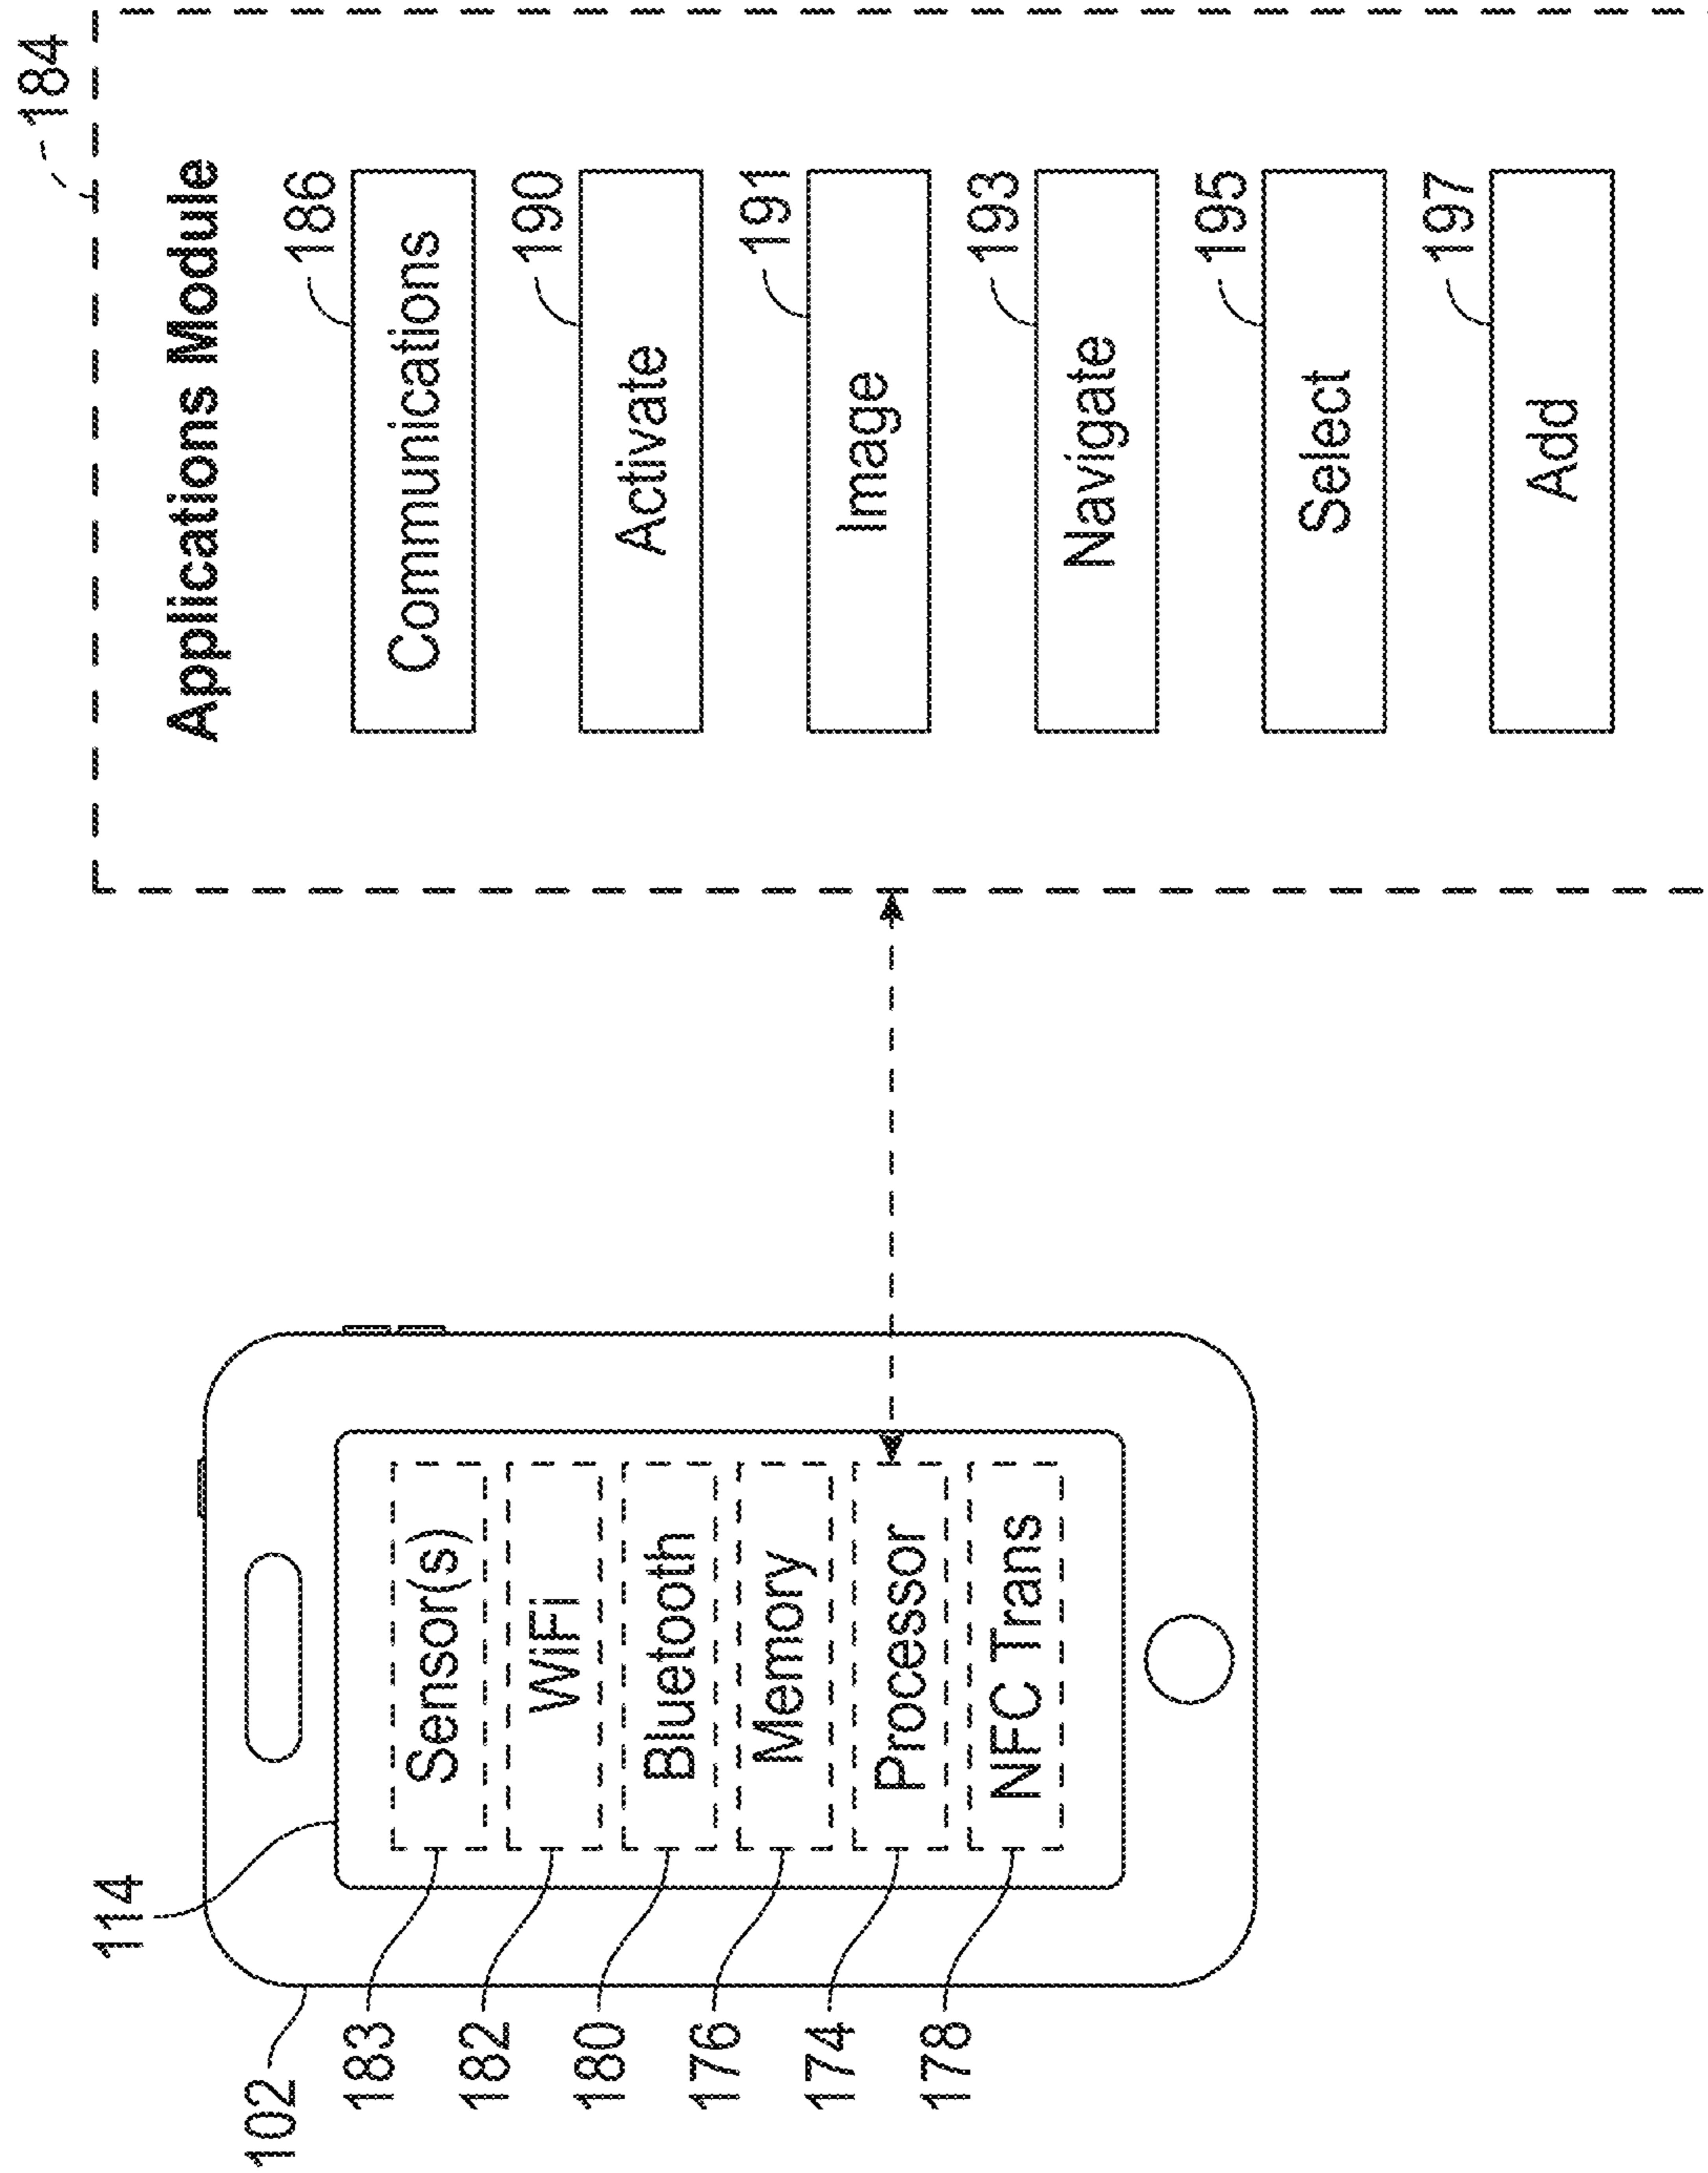 102
114
183
Sensor(s)
182
WiFi
180
Bluetooth
176
Memory
174
Processor
178
NFC Trans
184
Applications Module
186
Communications
190
Activate
191
Image
193
Navigate
195
Select
197
Add